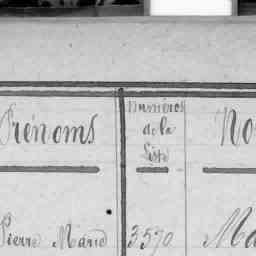 Prénoms
Numéros
de la
Liste
No
Pierre Marie
3570
Ma